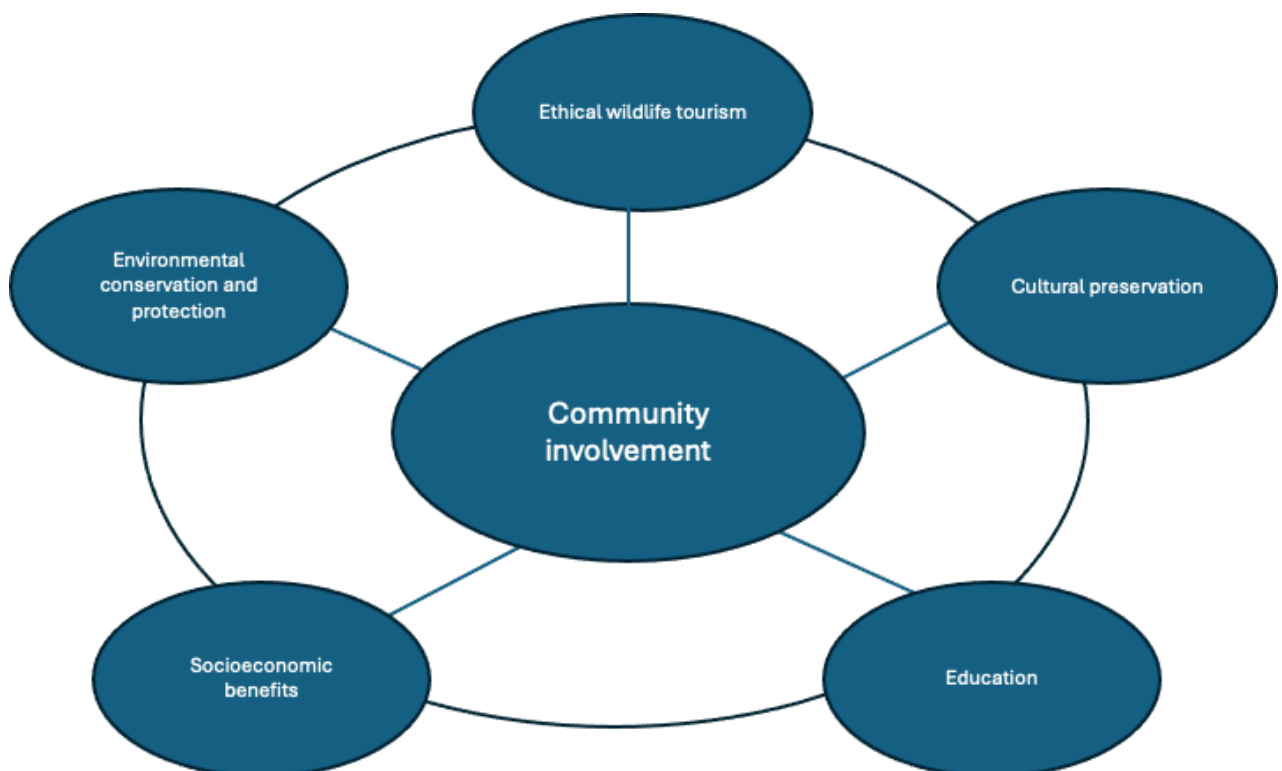 Ethical wildlife tourism
Environmental
conservation and
protection
Cultural preservation
Community
involvement
Socioeconomic
benefits
Education